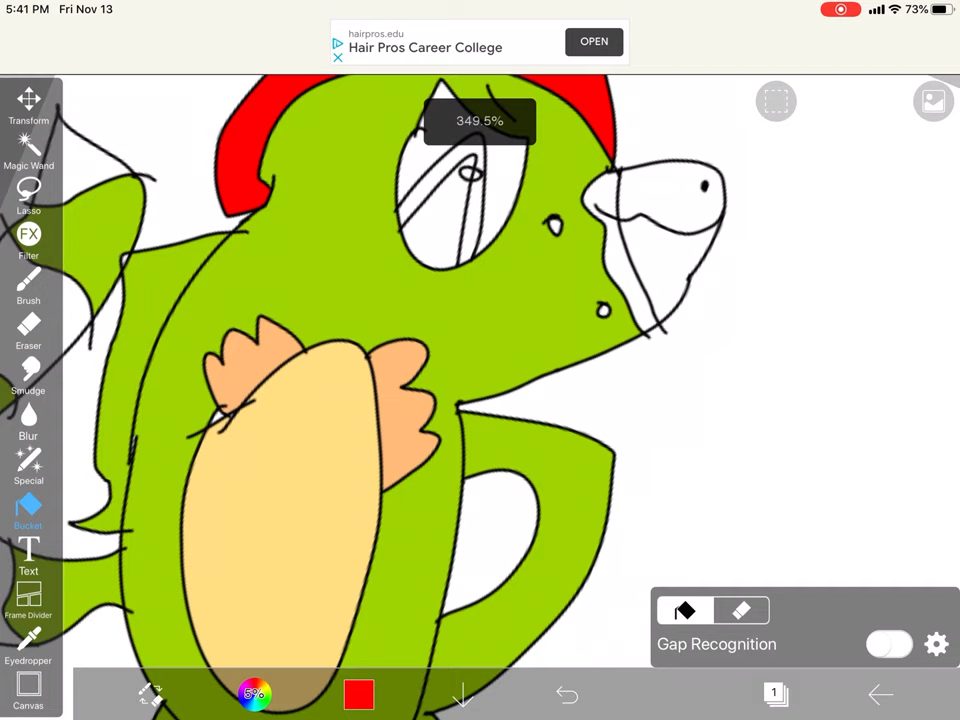 5:41 PM Fri Nov 13
73%
hairpros.edu
Hair Pros Career College
OPEN
349.5%
Transform
Magic Wand
Lasso
FX
Filter
Brush
Eraser
Smudge
Blur
Special
Bucket
T
Text
Frame Divider
Eyedropper
Canvas
Gap Recognition
5%
1